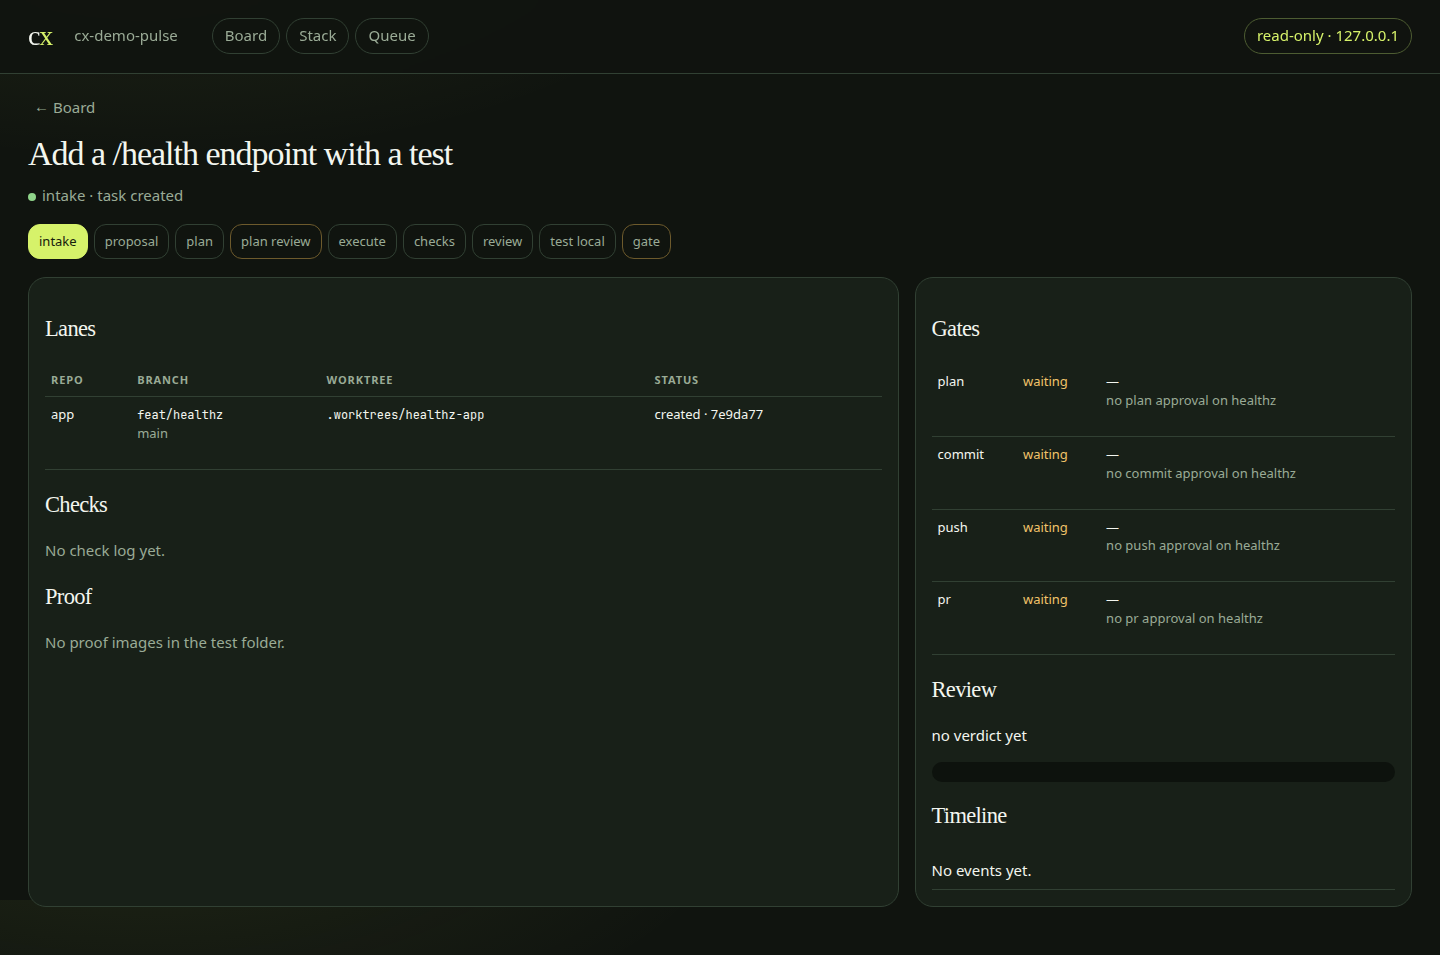 cx cx-demo-pulse Board Stack Queue read-only · 127.0.0.1
← Board
Add a /health endpoint with a test
intake · task created
intake proposal plan plan review execute checks review test local gate
Lanes
REPO BRANCH WORKTREE STATUS
app feat/healthz .worktrees/healthz-app created · 7e9da77
main
Checks
No check log yet.
Proof
No proof images in the test folder.
Gates
plan waiting —
no plan approval on healthz
commit waiting —
no commit approval on healthz
push waiting —
no push approval on healthz
pr waiting —
no pr approval on healthz
Review
no verdict yet
Timeline
No events yet.